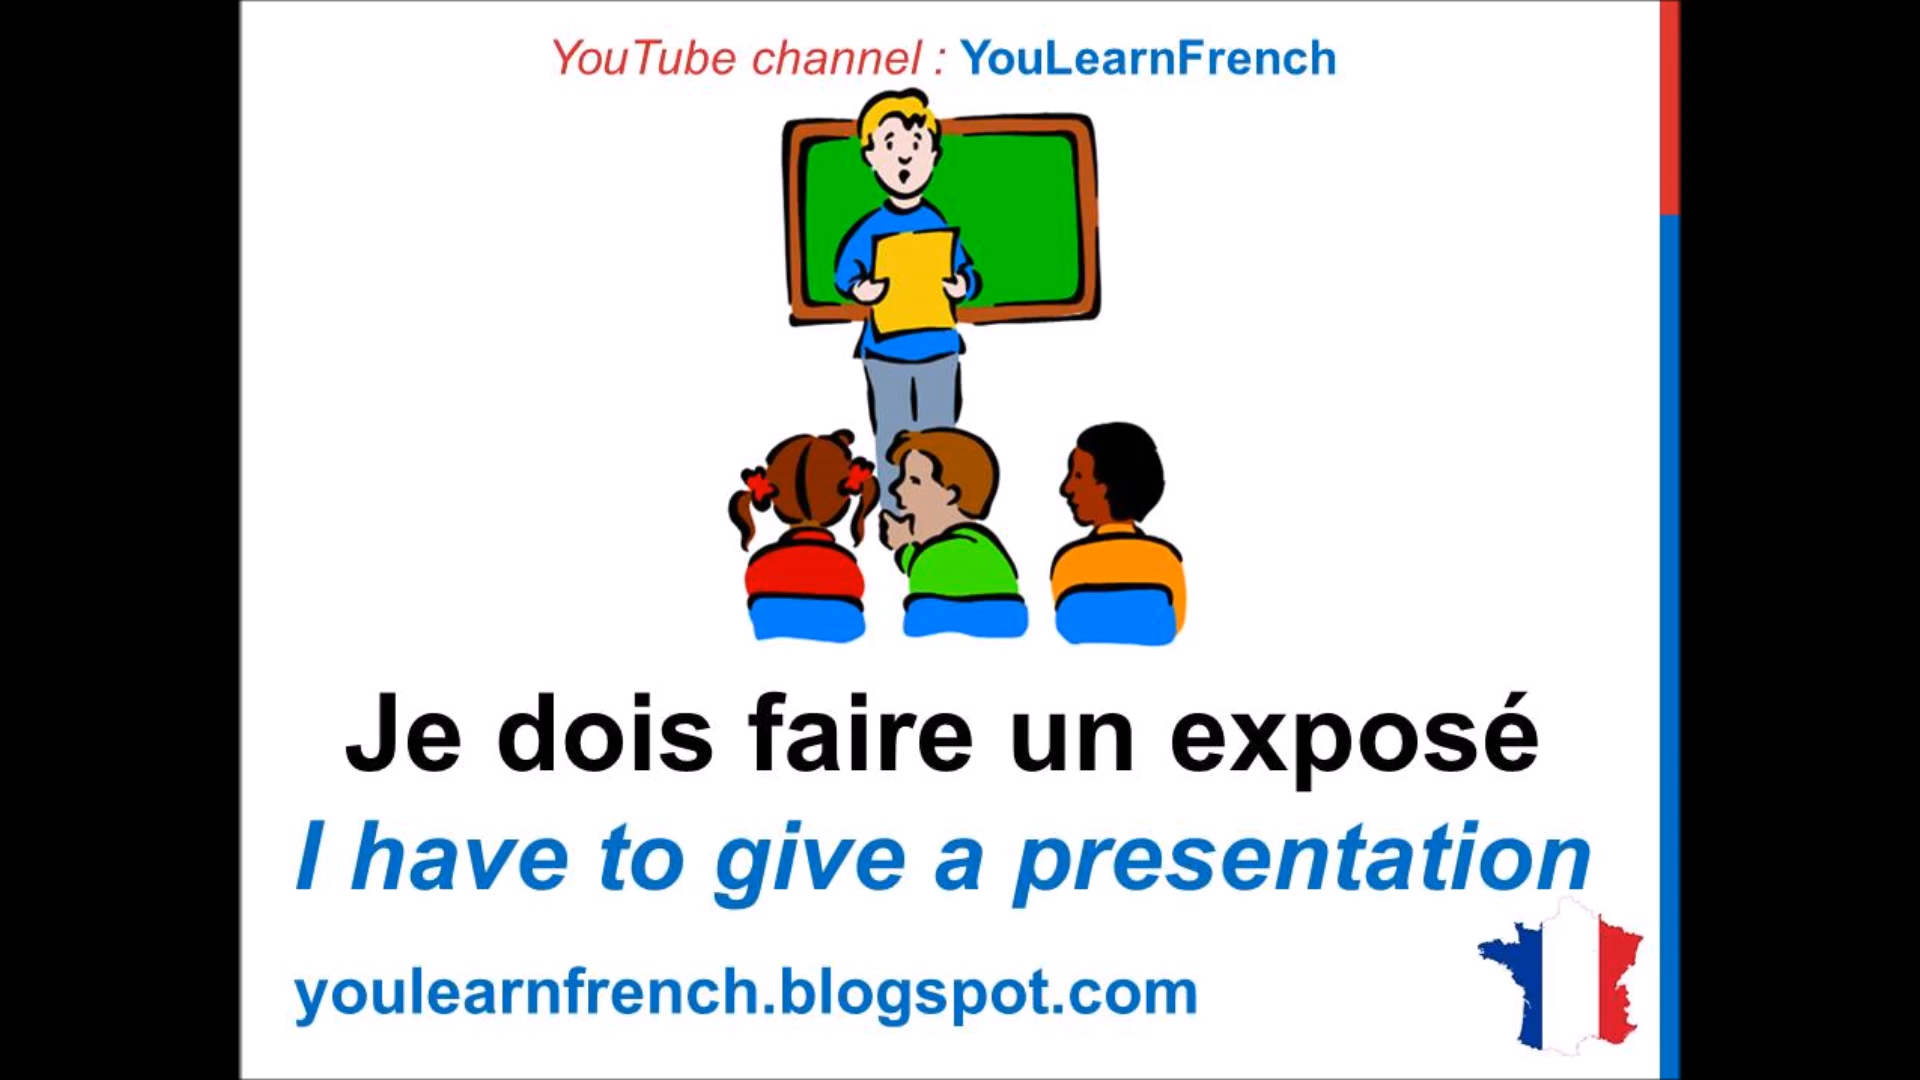 YouTube channel : YouLearnFrench
Je dois faire un exposé
I have to give a presentation
youlearnfrench.blogspot.com